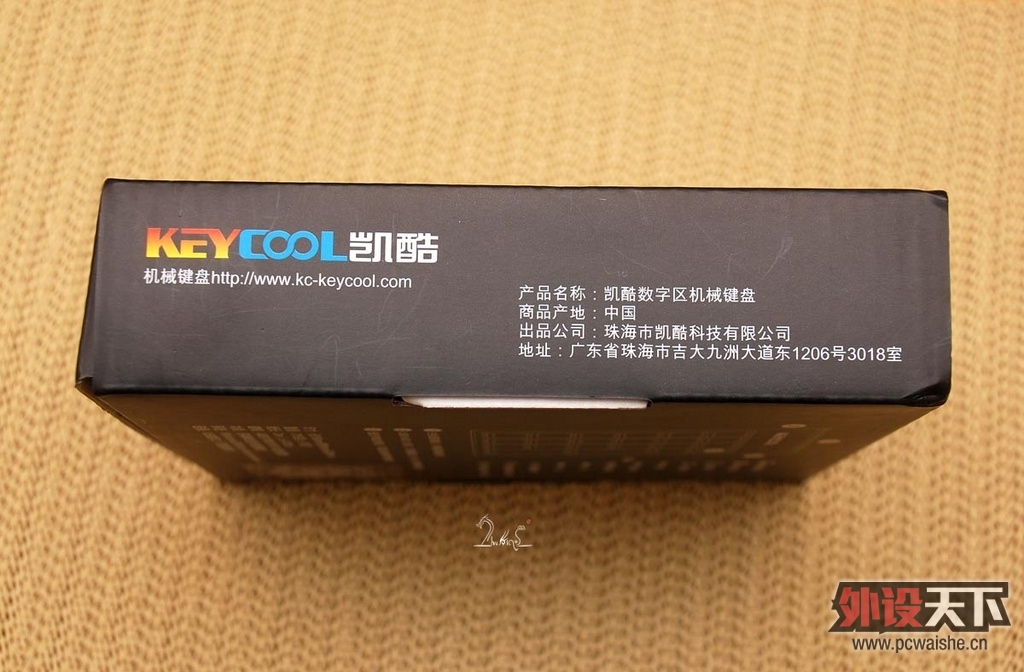 KEYCOOL凯酷
机械键盘http://www.kc-keycool.com
产品名称：凯酷数字区机械键盘
商品产地：中国
出品公司：珠海市凯酷科技有限公司
地址：广东省珠海市吉大九洲大道东1206号3018室
外设天下
www.pcwaishe.cn